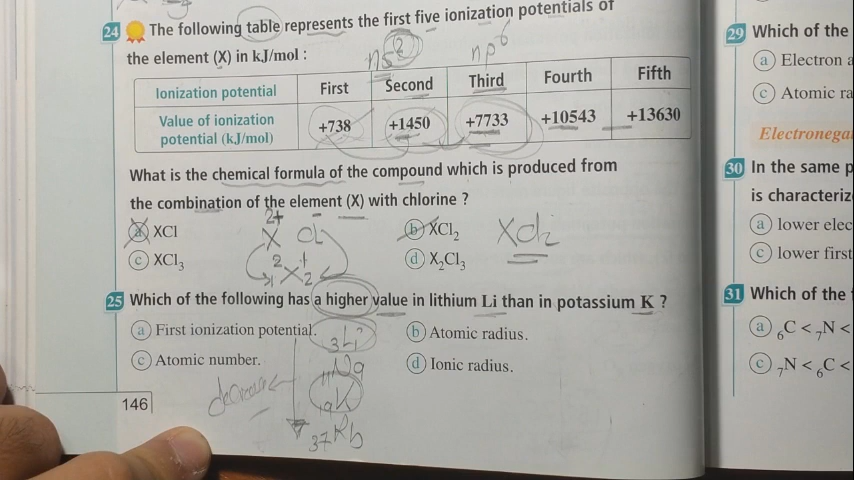 24 The following table represents the first five ionization potentials of
the element (X) in kJ/mol :
ns2 np6
Ionization potential First Second Third Fourth Fifth
Value of ionization potential (kJ/mol) +738 +1450 +7733 +10543 +13630
What is the chemical formula of the compound which is produced from
the combination of the element (X) with chlorine ?
a XCl b XCl₂
c XCl₃ d X₂Cl₃
2+ -
X Cl
XCl2
25 Which of the following has a higher value in lithium Li than in potassium K ?
a First ionization potential. b Atomic radius.
c Atomic number. d Ionic radius.
3Li
11Na
19K
37Rb
decrease
146
29 Which of the
a Electron a
c Atomic ra
Electronega
30 In the same p
is characteriz
a lower elec
c lower first
31 Which of the
a ₆C < ₇N <
c ₇N < ₆C <